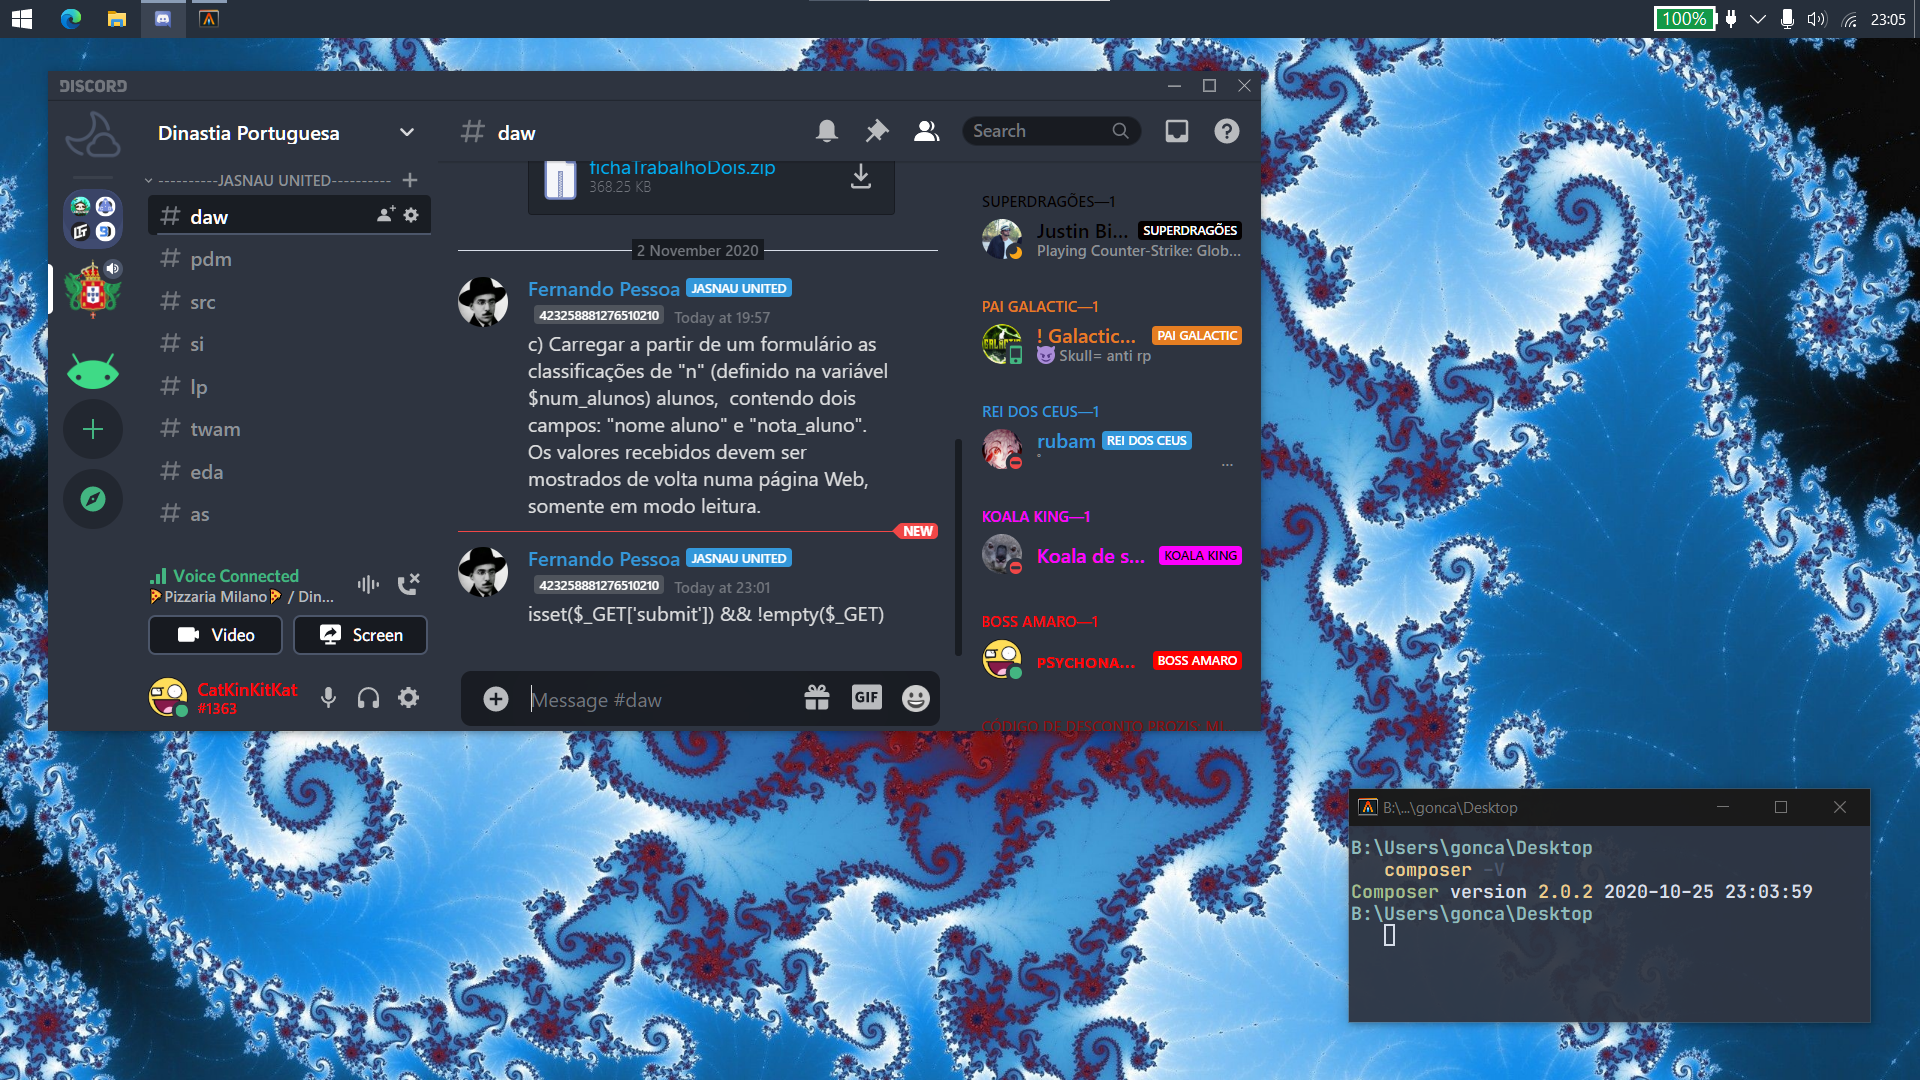 100%
23:05
DISCORD
Dinastia Portuguesa
daw
Search
----------JASNAU UNITED----------
daw
pdm
src
si
lp
twam
eda
as
Voice Connected
Pizzaria Milano / Din...
Video
Screen
CatKinKitKat
#1363
fichaTrabalhoDois.zip
368.25 KB
2 November 2020
Fernando Pessoa JASNAU UNITED
423258881276510210 Today at 19:57
c) Carregar a partir de um formulário as
classificações de "n" (definido na variável
$num_alunos) alunos, contendo dois
campos: "nome aluno" e "nota_aluno".
Os valores recebidos devem ser
mostrados de volta numa página Web,
somente em modo leitura.
NEW
Fernando Pessoa JASNAU UNITED
423258881276510210 Today at 23:01
isset($_GET['submit']) && !empty($_GET)
Message #daw
GIF
SUPERDRAGÕES—1
Justin Bi... SUPERDRAGÕES
Playing Counter-Strike: Glob...
PAI GALACTIC—1
! Galactic... PAI GALACTIC
Skull= anti rp
REI DOS CEUS—1
rubam REI DOS CEUS
...
KOALA KING—1
Koala de s... KOALA KING
BOSS AMARO—1
PSYCHONA... BOSS AMARO
CÓDIGO DE DESCONTO PROZIS: MI...
B:\...\gonca\Desktop
B:\Users\gonca\Desktop
composer -V
Composer version 2.0.2 2020-10-25 23:03:59
B:\Users\gonca\Desktop